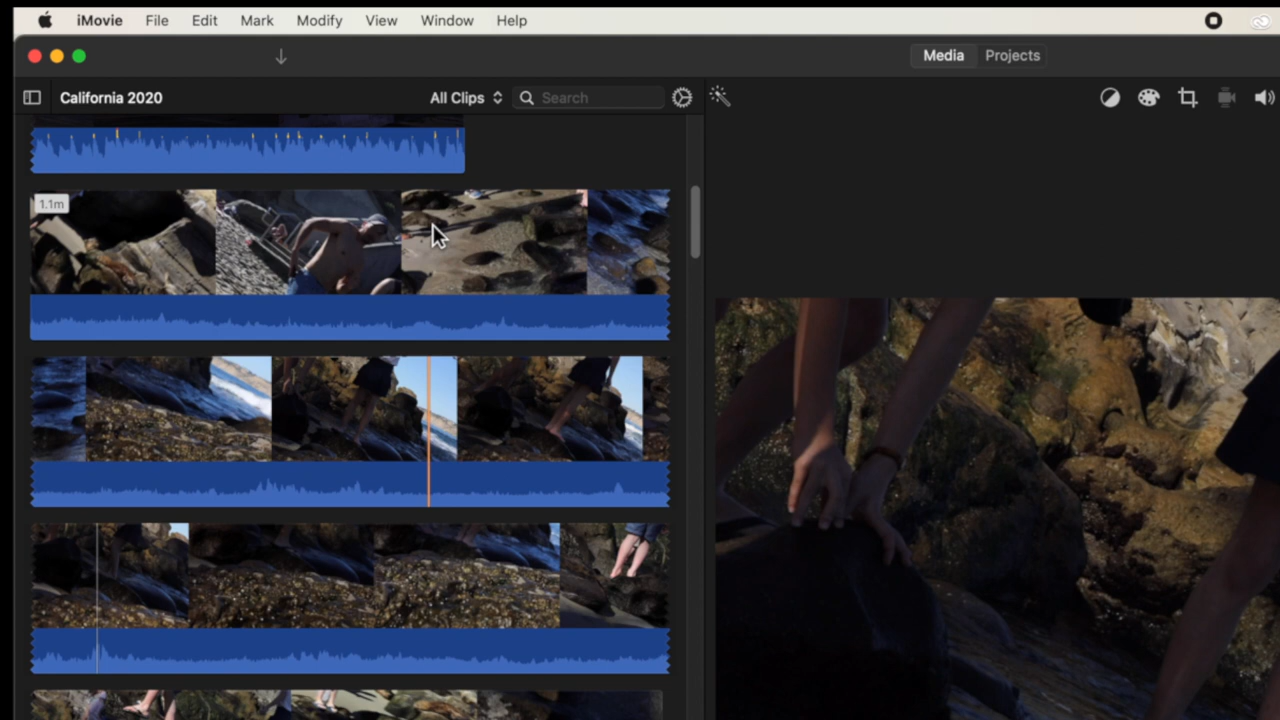 iMovie File Edit Mark Modify View Window Help
Media Projects
California 2020 All Clips Search
1.1m